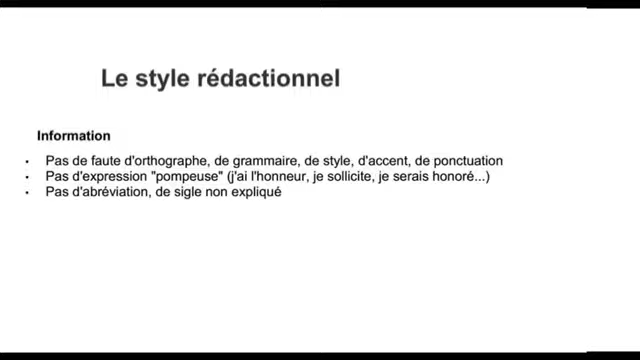 Le style rédactionnel
Information
• Pas de faute d'orthographe, de grammaire, de style, d'accent, de ponctuation
• Pas d'expression "pompeuse" (j'ai l'honneur, je sollicite, je serais honoré...)
• Pas d'abréviation, de sigle non expliqué